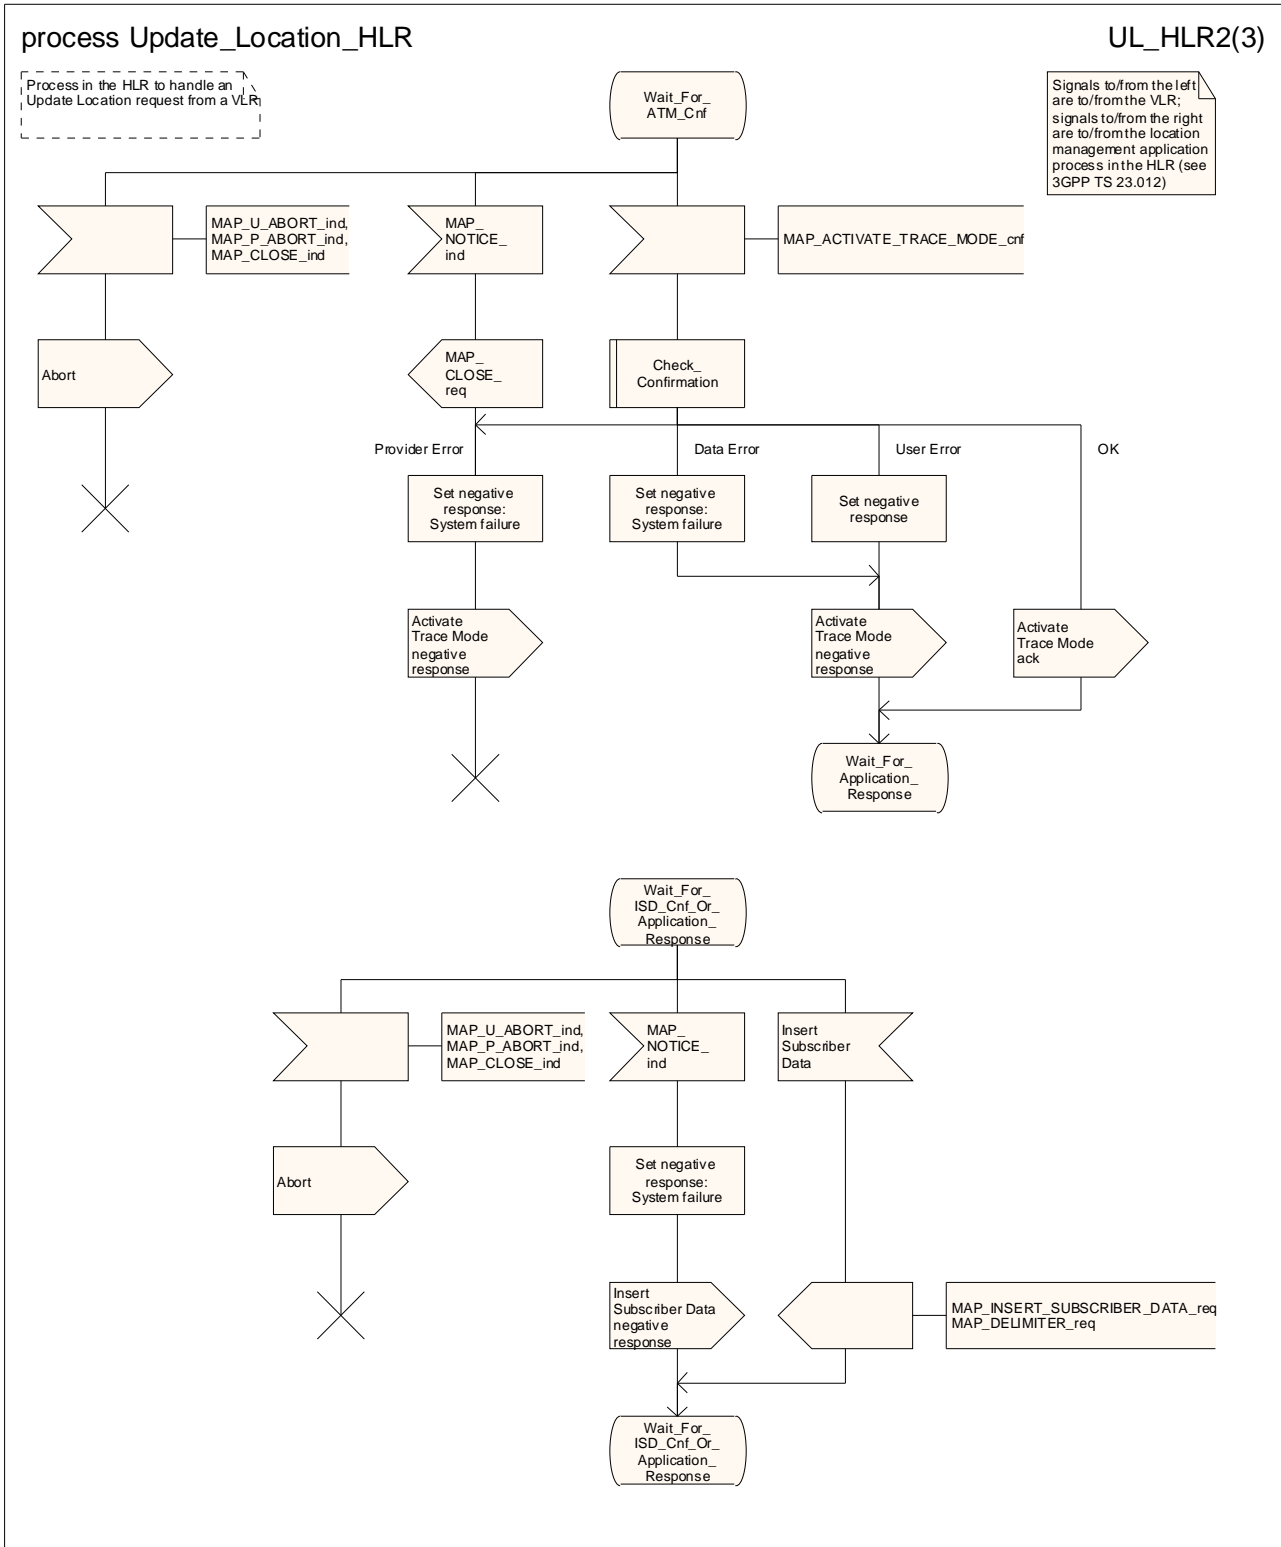 process Update_Location_HLR
UL_HLR2(3)
Process in the HLR to handle an
Update Location request from a VLR
Signals to/from the left
are to/from the VLR;
signals to/from the right
are to/from the location
management application
process in the HLR (see
3GPP TS 23.012)
Wait_For_
ATM_Cnf
MAP_U_ABORT_ind,
MAP_P_ABORT_ind,
MAP_CLOSE_ind
MAP_
NOTICE_
ind
MAP_ACTIVATE_TRACE_MODE_cnf
Abort
MAP_
CLOSE_
req
Check_
Confirmation
Provider Error
Data Error
User Error
OK
Set negative
response:
System failure
Set negative
response:
System failure
Set negative
response
Activate
Trace Mode
negative
response
Activate
Trace Mode
negative
response
Activate
Trace Mode
ack
Wait_For_
Application_
Response
Wait_For_
ISD_Cnf_Or_
Application_
Response
MAP_U_ABORT_ind,
MAP_P_ABORT_ind,
MAP_CLOSE_ind
MAP_
NOTICE_
ind
Insert
Subscriber
Data
Abort
Set negative
response:
System failure
Insert
Subscriber Data
negative
response
MAP_INSERT_SUBSCRIBER_DATA_req
MAP_DELIMITER_req
Wait_For_
ISD_Cnf_Or_
Application_
Response